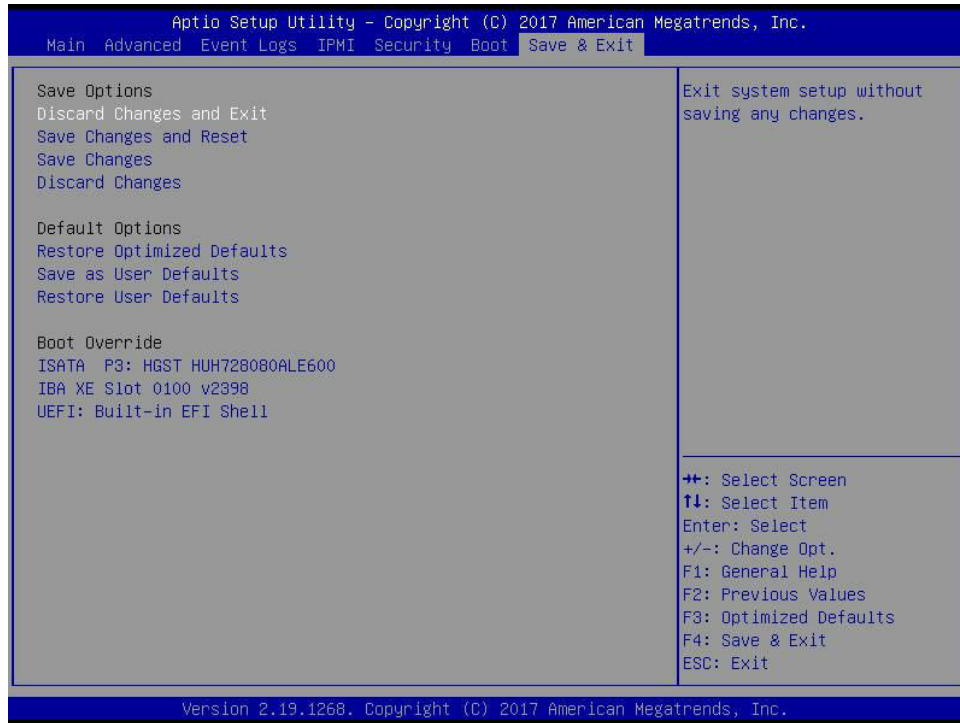 Aptio Setup Utility – Copyright (C) 2017 American Megatrends, Inc.
Main Advanced Event Logs IPMI Security Boot Save & Exit
Save Options
Discard Changes and Exit
Save Changes and Reset
Save Changes
Discard Changes
Default Options
Restore Optimized Defaults
Save as User Defaults
Restore User Defaults
Boot Override
ISATA P3: HGST HUH728080ALE600
IBA XE Slot 0100 v2398
UEFI: Built-in EFI Shell
Exit system setup without
saving any changes.
→←: Select Screen
↑↓: Select Item
Enter: Select
+/-: Change Opt.
F1: General Help
F2: Previous Values
F3: Optimized Defaults
F4: Save & Exit
ESC: Exit
Version 2.19.1268. Copyright (C) 2017 American Megatrends, Inc.